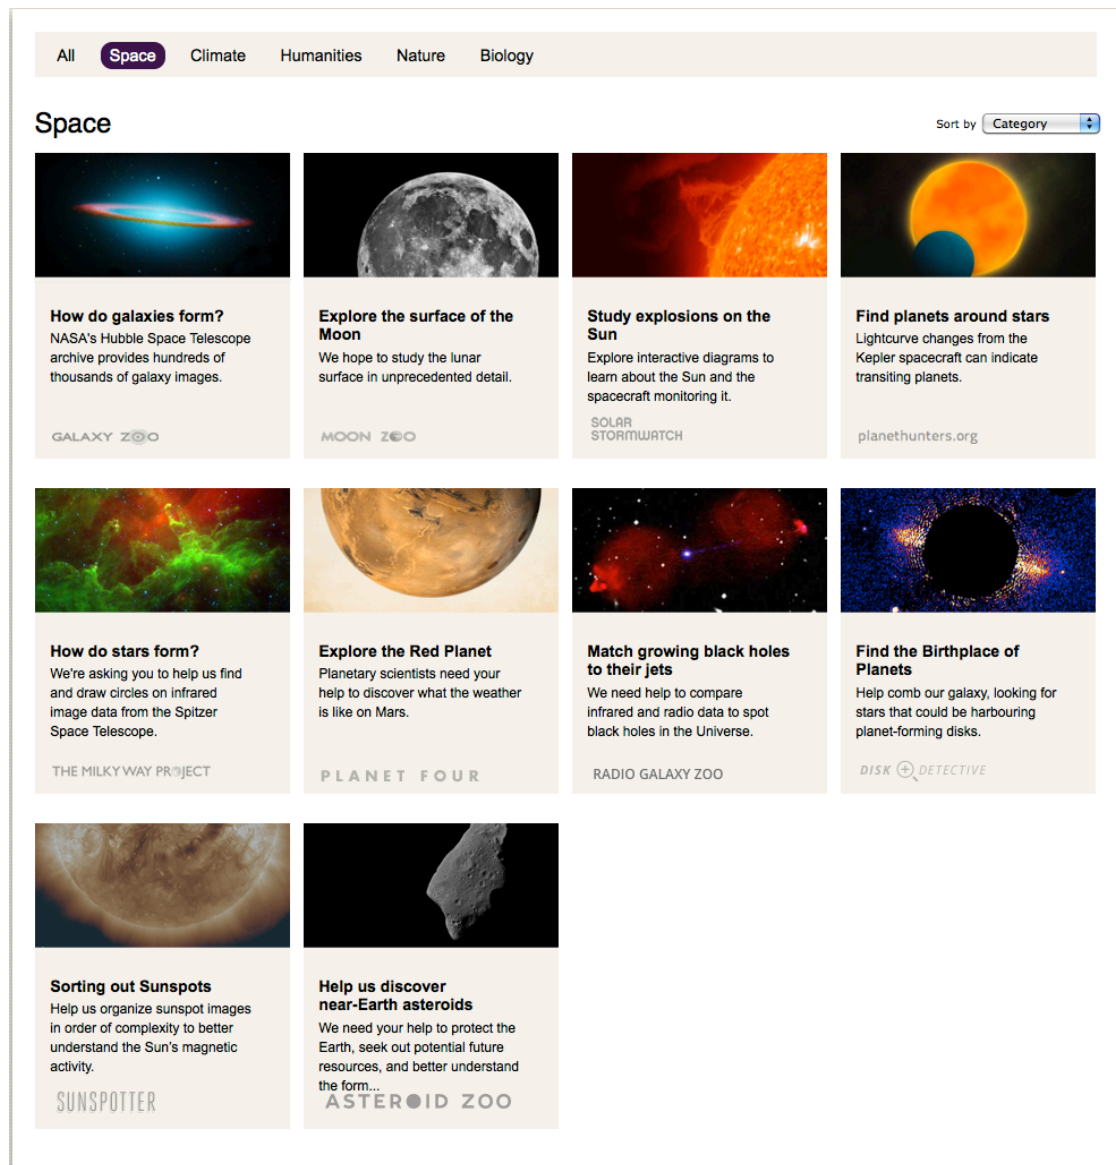 All Space Climate Humanities Nature Biology
Space
Sort by Category
How do galaxies form?
NASA's Hubble Space Telescope
archive provides hundreds of
thousands of galaxy images.
GALAXY ZOO
Explore the surface of the
Moon
We hope to study the lunar
surface in unprecedented detail.
MOON ZOO
Study explosions on the
Sun
Explore interactive diagrams to
learn about the Sun and the
spacecraft monitoring it.
SOLAR
STORMWATCH
Find planets around stars
Lightcurve changes from the
Kepler spacecraft can indicate
transiting planets.
planethunters.org
How do stars form?
We're asking you to help us find
and draw circles on infrared
image data from the Spitzer
Space Telescope.
THE MILKY WAY PROJECT
Explore the Red Planet
Planetary scientists need your
help to discover what the weather
is like on Mars.
PLANET FOUR
Match growing black holes
to their jets
We need help to compare
infrared and radio data to spot
black holes in the Universe.
RADIO GALAXY ZOO
Find the Birthplace of
Planets
Help comb our galaxy, looking for
stars that could be harbouring
planet-forming disks.
DISK DETECTIVE
Sorting out Sunspots
Help us organize sunspot images
in order of complexity to better
understand the Sun's magnetic
activity.
SUNSPOTTER
Help us discover
near-Earth asteroids
We need your help to protect the
Earth, seek out potential future
resources, and better understand
the form...
ASTEROID ZOO